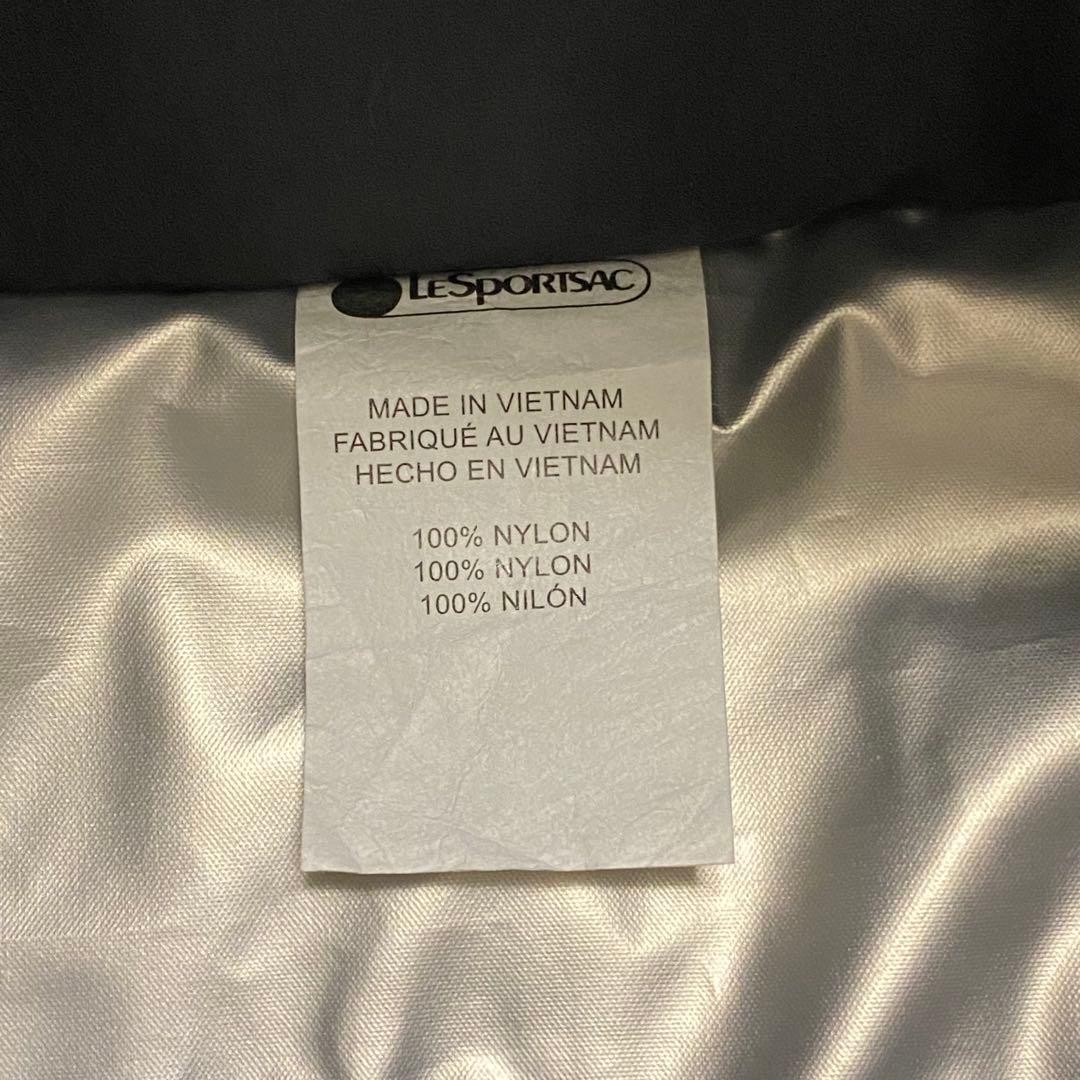 LeSportsac
MADE IN VIETNAM
FABRIQUÉ AU VIETNAM
HECHO EN VIETNAM
100% NYLON
100% NYLON
100% NILÓN